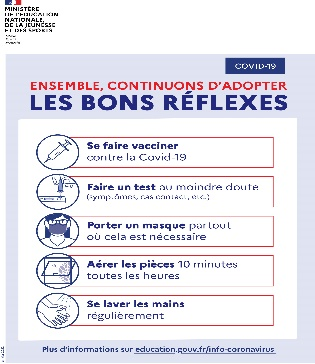 MINISTÈRE
DE L'ÉDUCATION
NATIONALE,
DE LA JEUNESSE
ET DES SPORTS
COVID-19
ENSEMBLE, CONTINUONS D'ADOPTER
LES BONS RÉFLEXES
Se faire vacciner
contre la Covid-19
Faire un test au moindre doute
(symptômes, cas contact, etc.)
Porter un masque partout
où cela est nécessaire
Aérer les pièces 10 minutes
toutes les heures
Se laver les mains
régulièrement
Plus d'informations sur education.gouv.fr/info-coronavirus